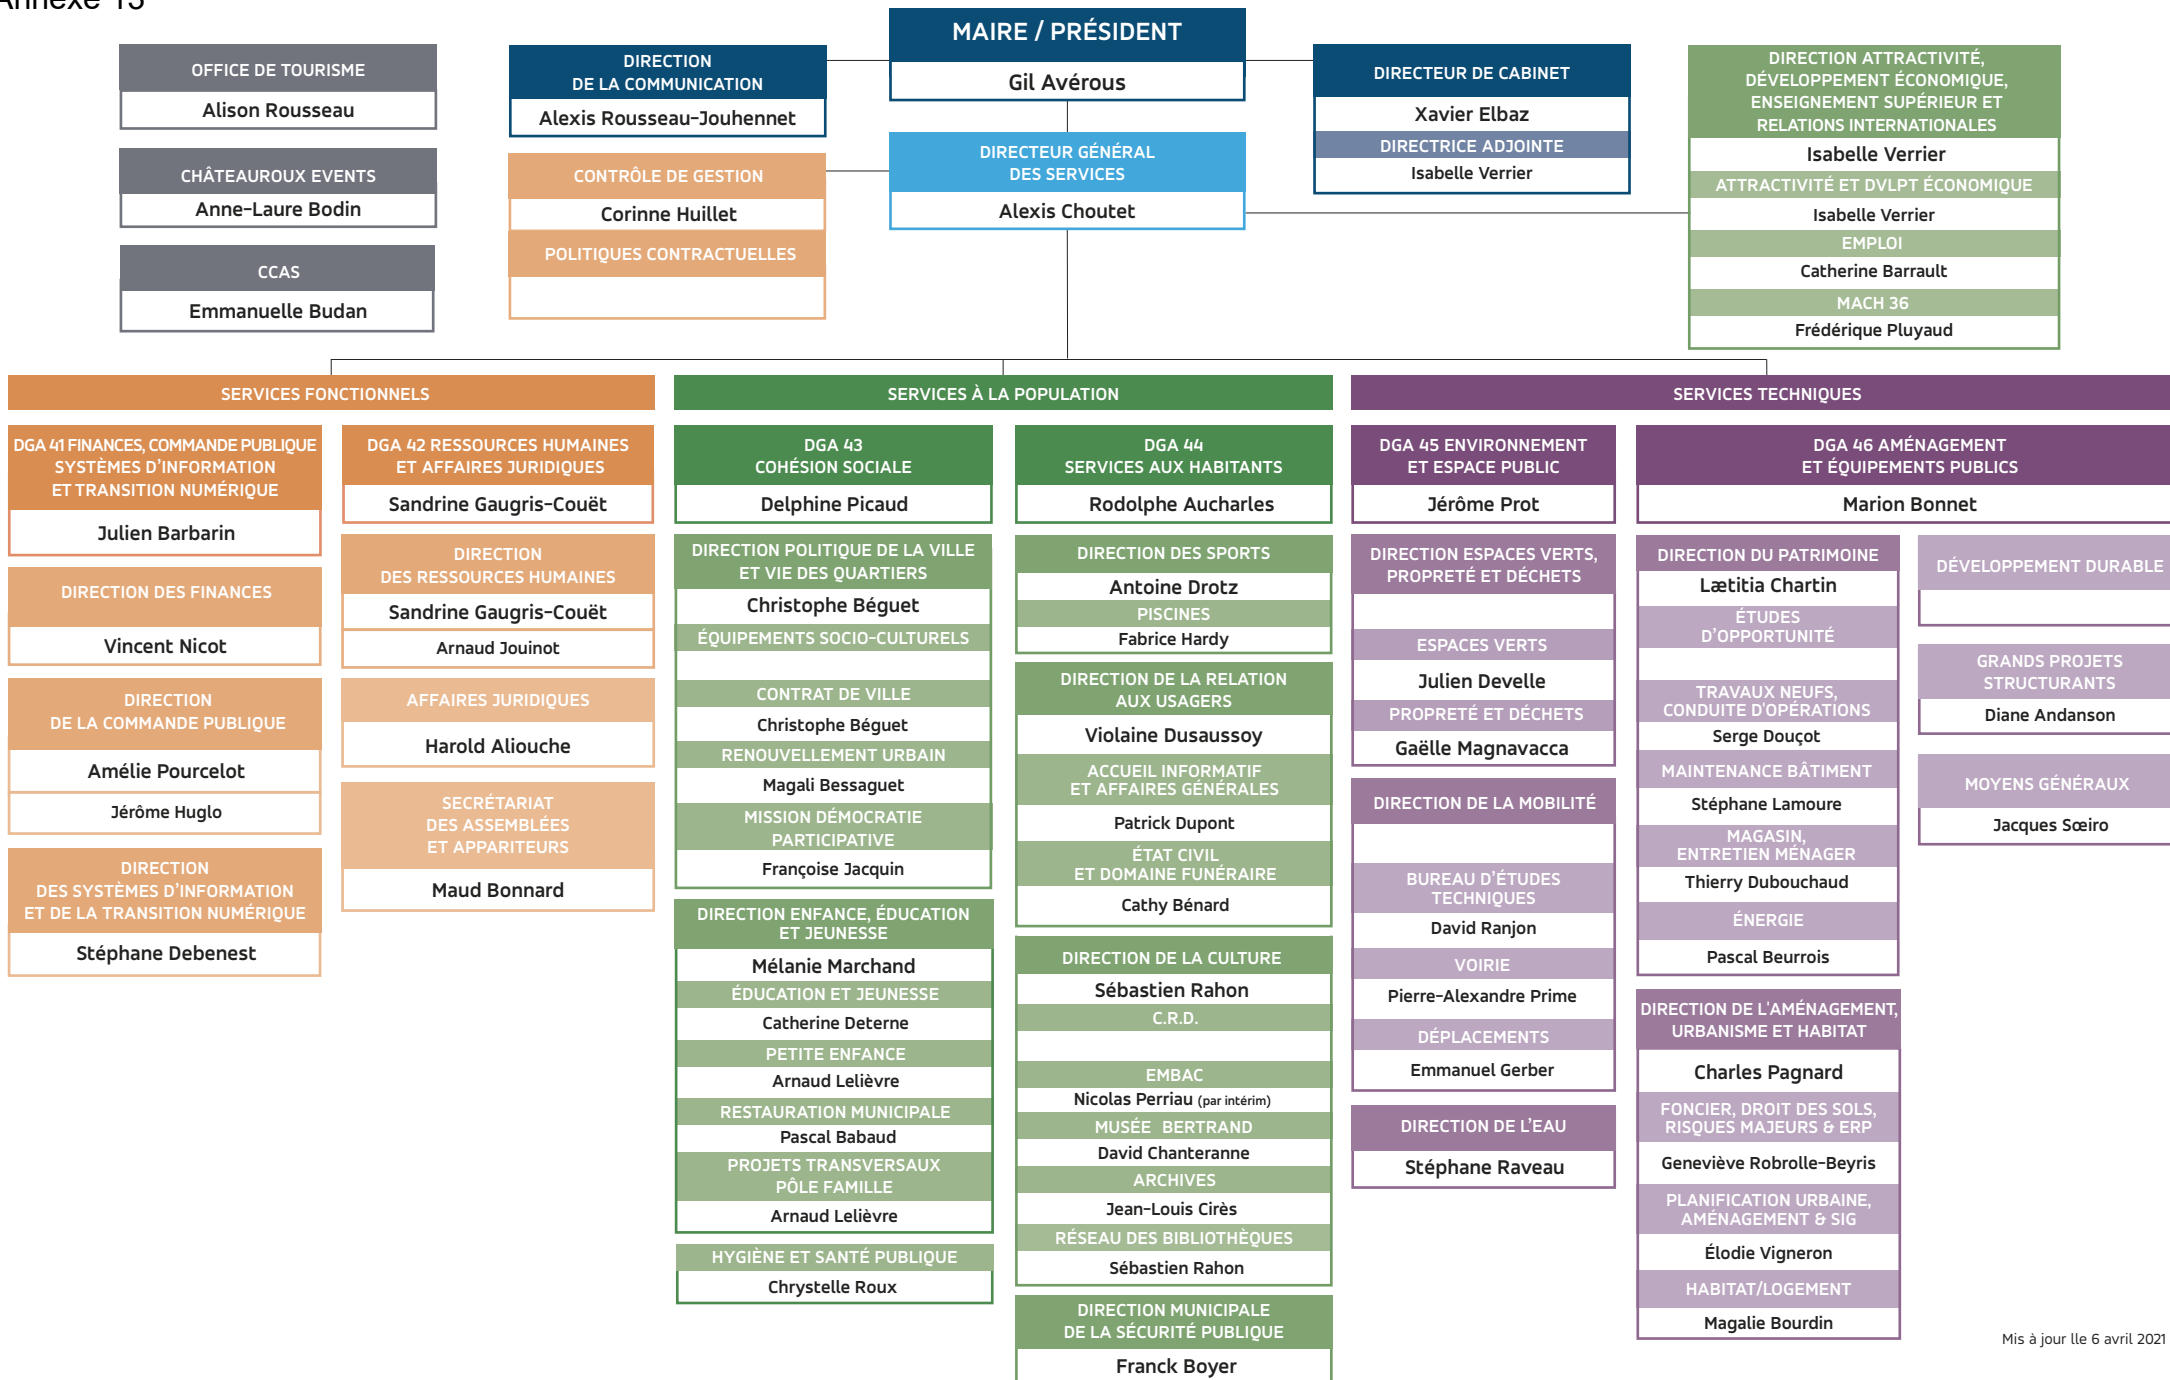 Annexe 13
MAIRE / PRÉSIDENT
Gil Avérous
OFFICE DE TOURISME
Alison Rousseau
CHÂTEAUROUX EVENTS
Anne-Laure Bodin
CCAS
Emmanuelle Budan
DIRECTION
DE LA COMMUNICATION
Alexis Rousseau-Jouhennet
CONTRÔLE DE GESTION
Corinne Huillet
POLITIQUES CONTRACTUELLES
DIRECTEUR GÉNÉRAL
DES SERVICES
Alexis Choutet
DIRECTEUR DE CABINET
Xavier Elbaz
DIRECTRICE ADJOINTE
Isabelle Verrier
DIRECTION ATTRACTIVITÉ,
DÉVELOPPEMENT ÉCONOMIQUE,
ENSEIGNEMENT SUPÉRIEUR ET
RELATIONS INTERNATIONALES
Isabelle Verrier
ATTRACTIVITÉ ET DVLPT ÉCONOMIQUE
Isabelle Verrier
EMPLOI
Catherine Barrault
MACH 36
Frédérique Pluyaud
SERVICES FONCTIONNELS
DGA 41 FINANCES, COMMANDE PUBLIQUE
SYSTÈMES D'INFORMATION
ET TRANSITION NUMÉRIQUE
Julien Barbarin
DIRECTION DES FINANCES
Vincent Nicot
DIRECTION
DE LA COMMANDE PUBLIQUE
Amélie Pourcelot
Jérôme Huglo
DIRECTION
DES SYSTÈMES D'INFORMATION
ET DE LA TRANSITION NUMÉRIQUE
Stéphane Debenest
DGA 42 RESSOURCES HUMAINES
ET AFFAIRES JURIDIQUES
Sandrine Gaugris-Couët
DIRECTION
DES RESSOURCES HUMAINES
Sandrine Gaugris-Couët
Arnaud Jouinot
AFFAIRES JURIDIQUES
Harold Aliouche
SECRÉTARIAT
DES ASSEMBLÉES
ET APPARITEURS
Maud Bonnard
SERVICES À LA POPULATION
DGA 43
COHÉSION SOCIALE
Delphine Picaud
DIRECTION POLITIQUE DE LA VILLE
ET VIE DES QUARTIERS
Christophe Béguet
ÉQUIPEMENTS SOCIO-CULTURELS
CONTRAT DE VILLE
Christophe Béguet
RENOUVELLEMENT URBAIN
Magali Bessaguet
MISSION DÉMOCRATIE
PARTICIPATIVE
Françoise Jacquin
DIRECTION ENFANCE, ÉDUCATION
ET JEUNESSE
Mélanie Marchand
ÉDUCATION ET JEUNESSE
Catherine Deterne
PETITE ENFANCE
Arnaud Lelièvre
RESTAURATION MUNICIPALE
Pascal Babaud
PROJETS TRANSVERSAUX
PÔLE FAMILLE
Arnaud Lelièvre
HYGIÈNE ET SANTÉ PUBLIQUE
Chrystelle Roux
DGA 44
SERVICES AUX HABITANTS
Rodolphe Aucharles
DIRECTION DES SPORTS
Antoine Drotz
PISCINES
Fabrice Hardy
DIRECTION DE LA RELATION
AUX USAGERS
Violaine Dusaussoy
ACCUEIL INFORMATIF
ET AFFAIRES GÉNÉRALES
Patrick Dupont
ÉTAT CIVIL
ET DOMAINE FUNÉRAIRE
Cathy Bénard
DIRECTION DE LA CULTURE
Sébastien Rahon
C.R.D.
EMBAC
Nicolas Perriau (par intérim)
MUSÉE BERTRAND
David Chanteranne
ARCHIVES
Jean-Louis Cirès
RÉSEAU DES BIBLIOTHÈQUES
Sébastien Rahon
DIRECTION MUNICIPALE
DE LA SÉCURITÉ PUBLIQUE
Franck Boyer
SERVICES TECHNIQUES
DGA 45 ENVIRONNEMENT
ET ESPACE PUBLIC
Jérôme Prot
DIRECTION ESPACES VERTS,
PROPRETÉ ET DÉCHETS
ESPACES VERTS
Julien Develle
PROPRETÉ ET DÉCHETS
Gaëlle Magnavacca
DIRECTION DE LA MOBILITÉ
BUREAU D'ÉTUDES
TECHNIQUES
David Ranjon
VOIRIE
Pierre-Alexandre Prime
DÉPLACEMENTS
Emmanuel Gerber
DIRECTION DE L'EAU
Stéphane Raveau
DGA 46 AMÉNAGEMENT
ET ÉQUIPEMENTS PUBLICS
Marion Bonnet
DIRECTION DU PATRIMOINE
Lætitia Chartin
ÉTUDES
D'OPPORTUNITÉ
TRAVAUX NEUFS,
CONDUITE D'OPÉRATIONS
Serge Douçot
MAINTENANCE BÂTIMENT
Stéphane Lamoure
MAGASIN,
ENTRETIEN MÉNAGER
Thierry Dubouchaud
ÉNERGIE
Pascal Beurrois
DIRECTION DE L'AMÉNAGEMENT,
URBANISME ET HABITAT
Charles Pagnard
FONCIER, DROIT DES SOLS,
RISQUES MAJEURS & ERP
Geneviève Robrolle-Beyris
PLANIFICATION URBAINE,
AMÉNAGEMENT & SIG
Élodie Vigneron
HABITAT/LOGEMENT
Magalie Bourdin
DÉVELOPPEMENT DURABLE
GRANDS PROJETS
STRUCTURANTS
Diane Andanson
MOYENS GÉNÉRAUX
Jacques Sœiro
Mis à jour lle 6 avril 2021